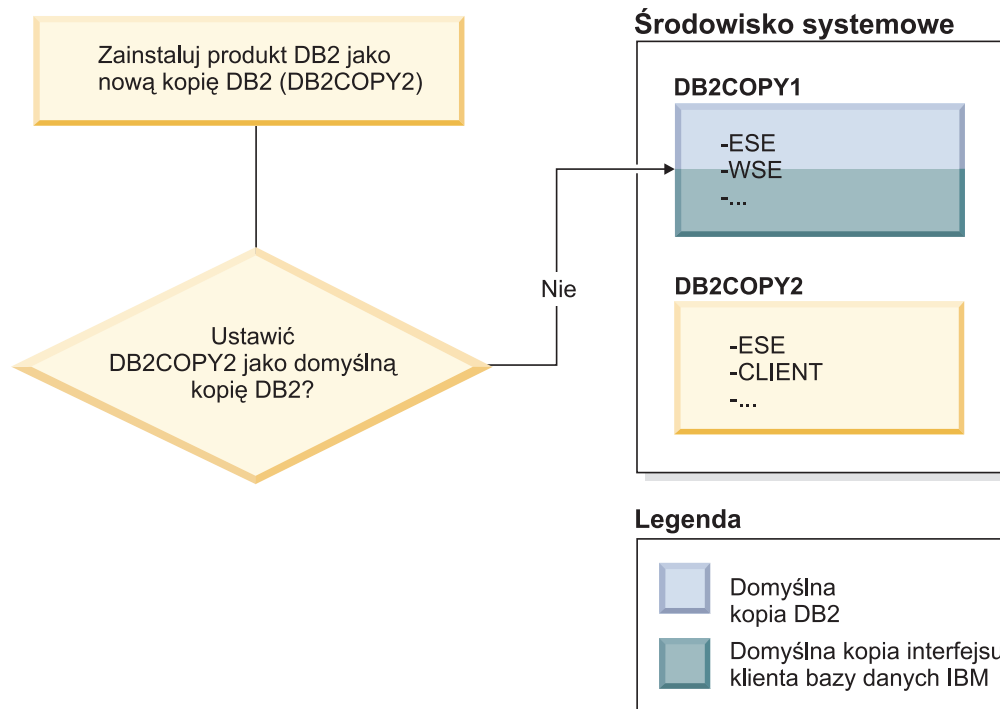 Zainstaluj produkt DB2 jako
nową kopię DB2 (DB2COPY2)
Ustawić
DB2COPY2 jako domyślną
kopię DB2?
Nie
Środowisko systemowe
DB2COPY1
-ESE
-WSE
-...
DB2COPY2
-ESE
-CLIENT
-...
Legenda
Domyślna
kopia DB2
Domyślna kopia interfejsu
klienta bazy danych IBM